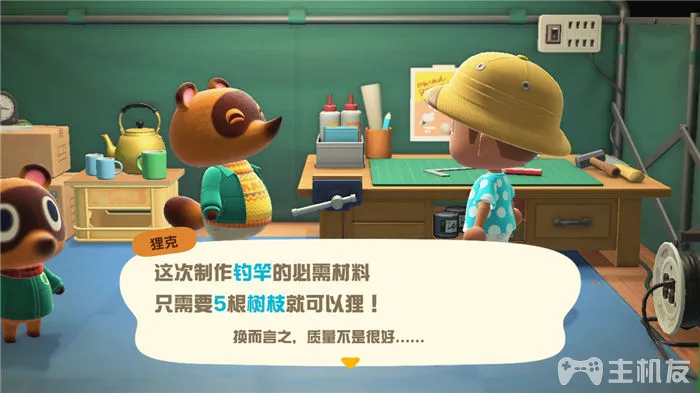 狸克
这次制作钓竿的必需材料
只需要5根树枝就可以狸！
换而言之，质量不是很好……
主机友